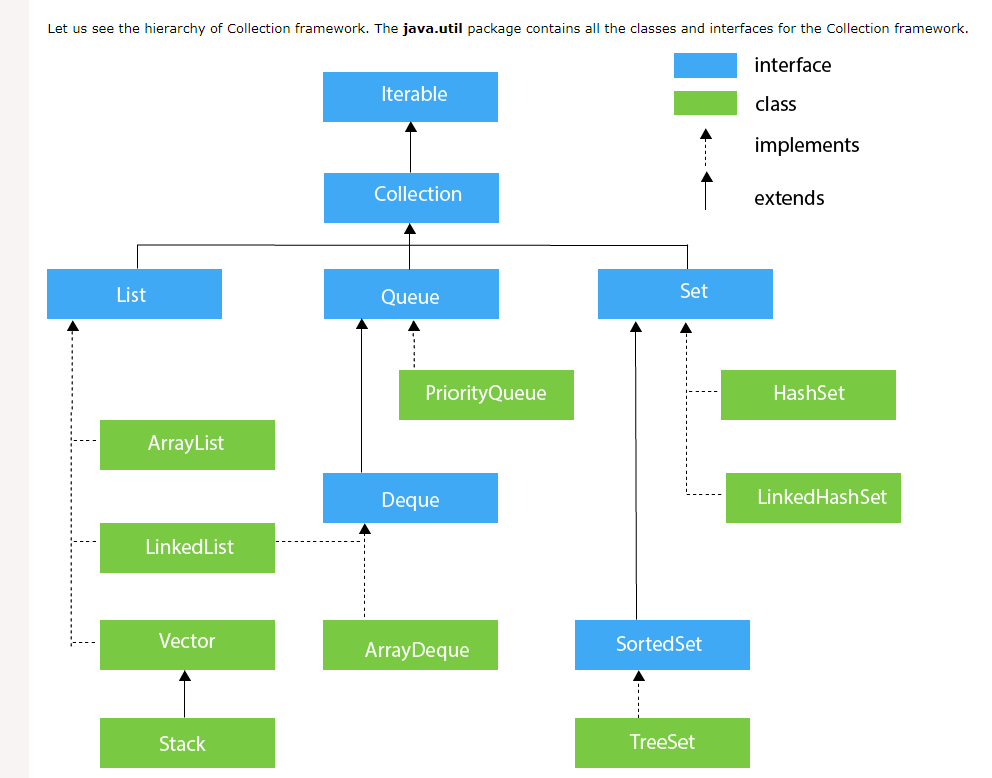 Let us see the hierarchy of Collection framework. The java.util package contains all the classes and interfaces for the Collection framework.
interface
Iterable
class
implements
Collection
extends
List
Queue
Set
PriorityQueue
HashSet
ArrayList
Deque
LinkedHashSet
LinkedList
Vector
ArrayDeque
SortedSet
Stack
TreeSet